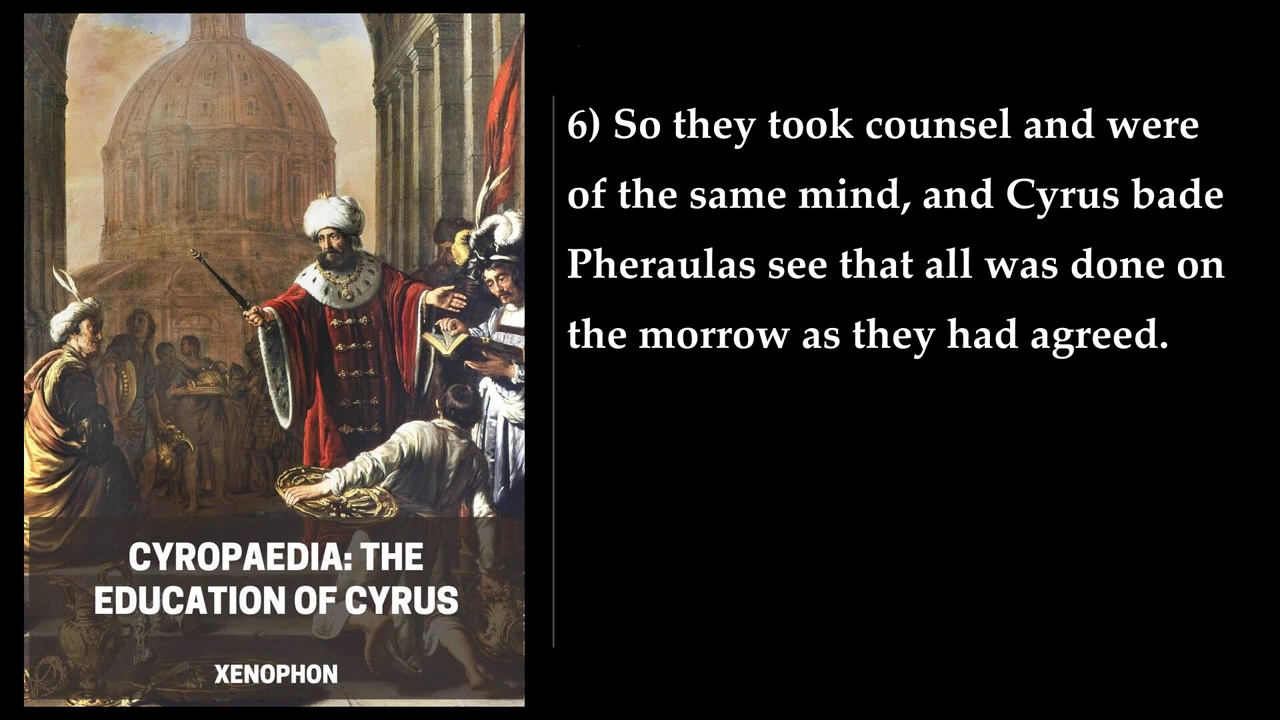 6) So they took counsel and were
of the same mind, and Cyrus bade
Pheraulas see that all was done on
the morrow as they had agreed.
CYROPAEDIA: THE
EDUCATION OF CYRUS
XENOPHON